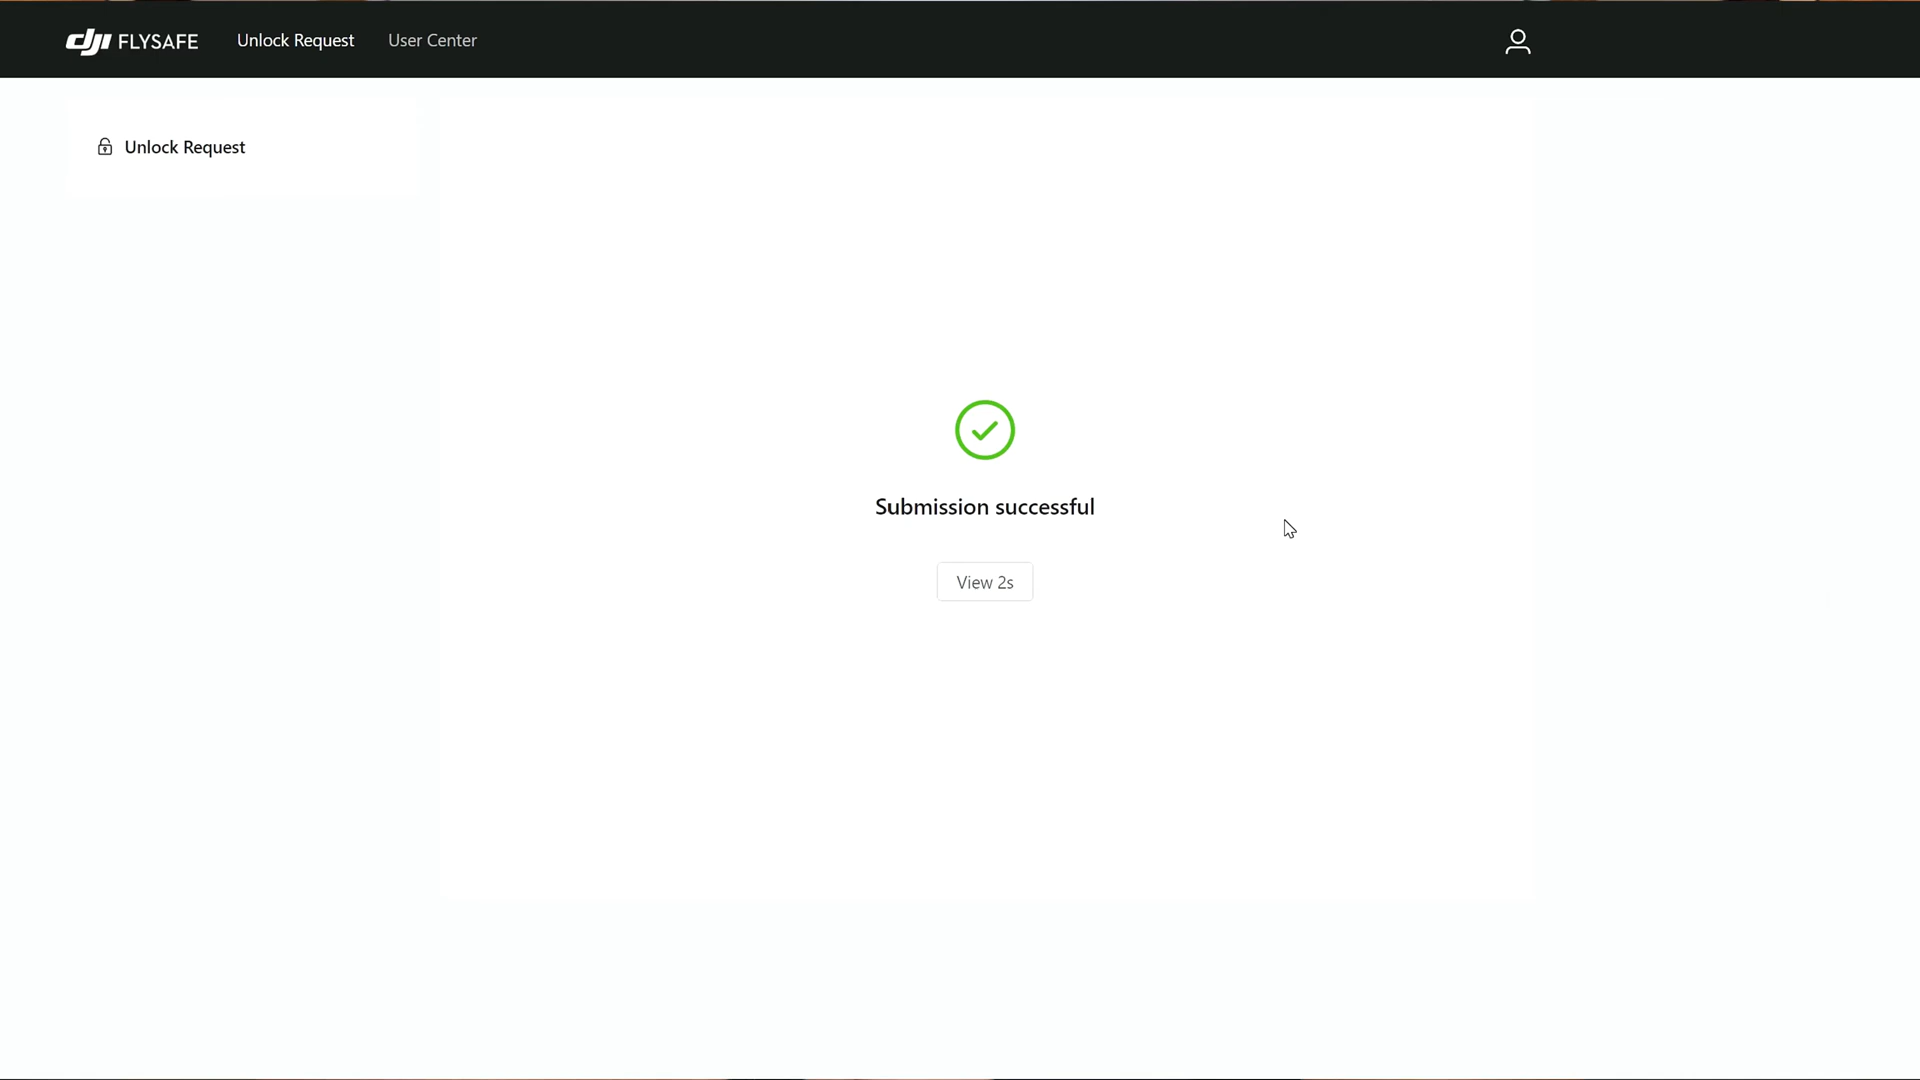 dji FLYSAFE Unlock Request User Center
Unlock Request
Submission successful
View 2s